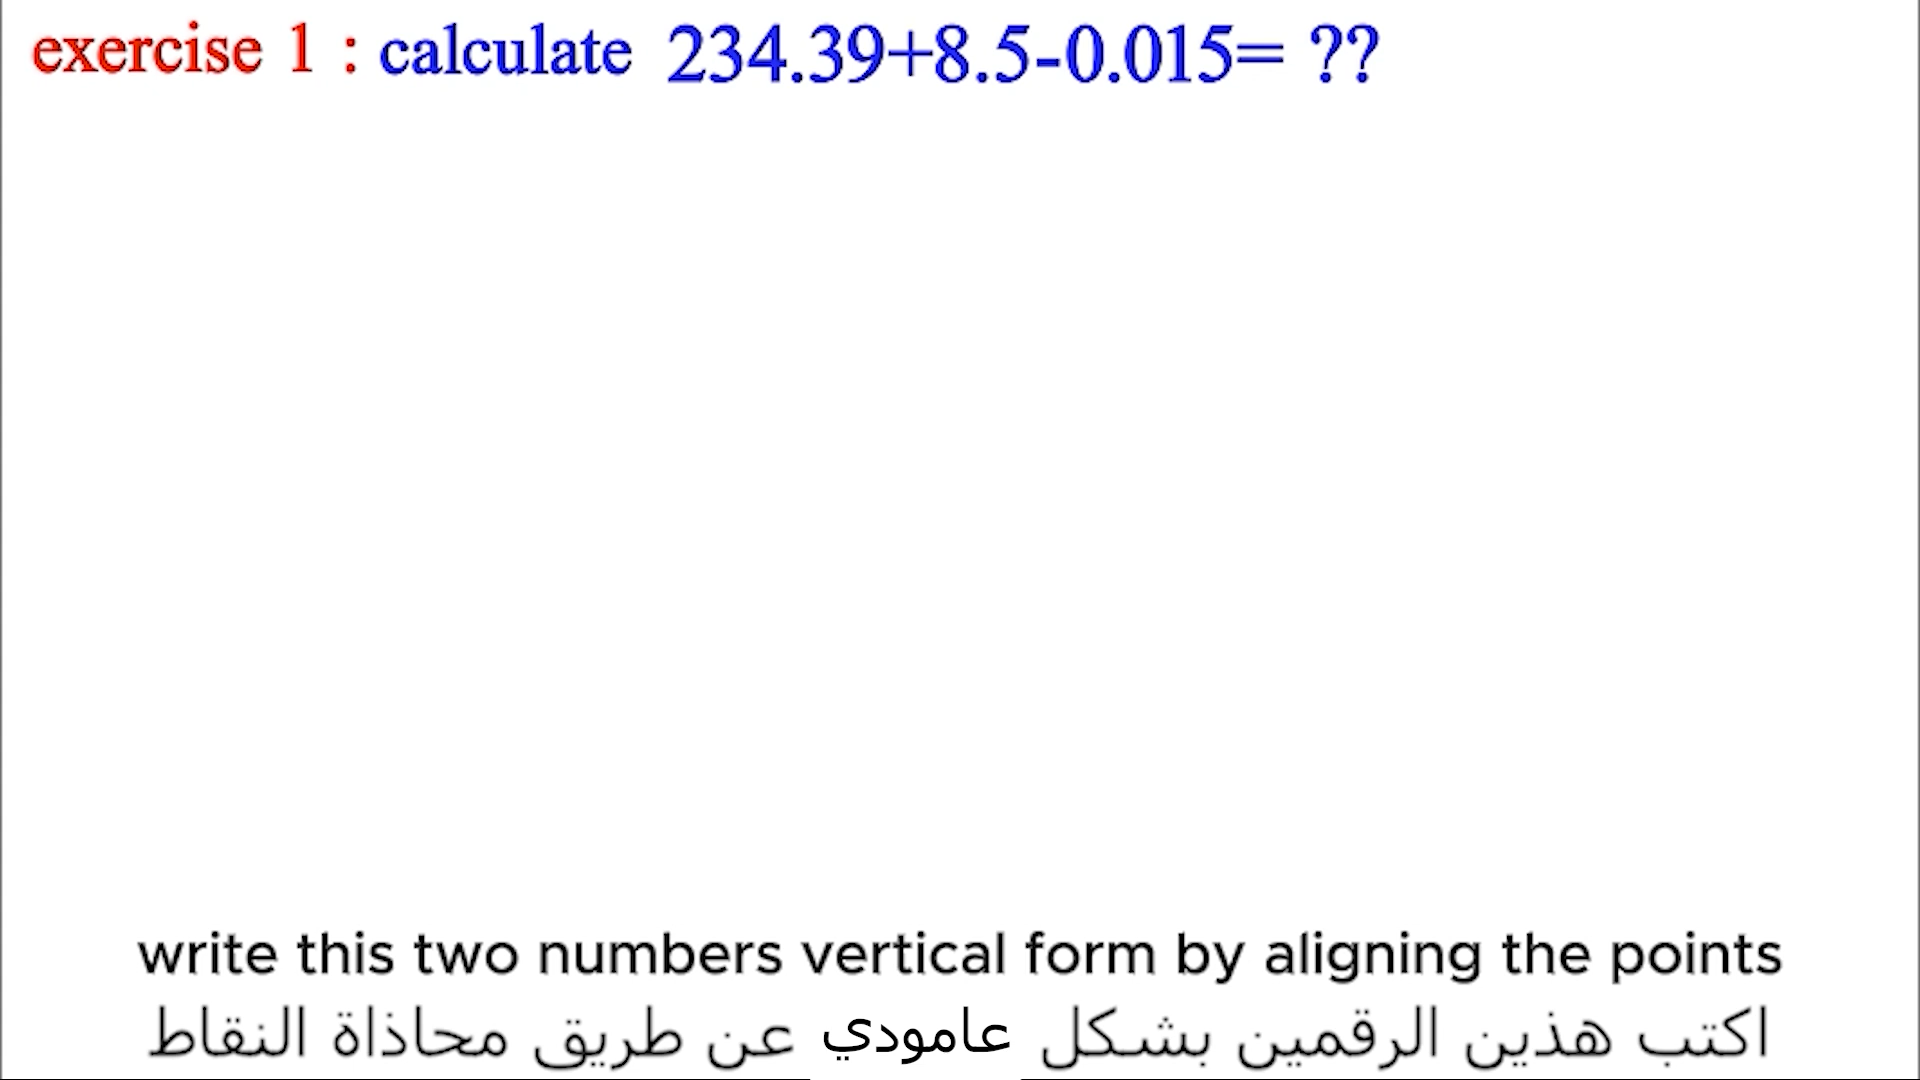 exercise 1 : calculate 234.39+8.5-0.015= ??
write this two numbers vertical form by aligning the points
اكتب هذين الرقمين بشكل عامودي عن طريق محاذاة النقاط